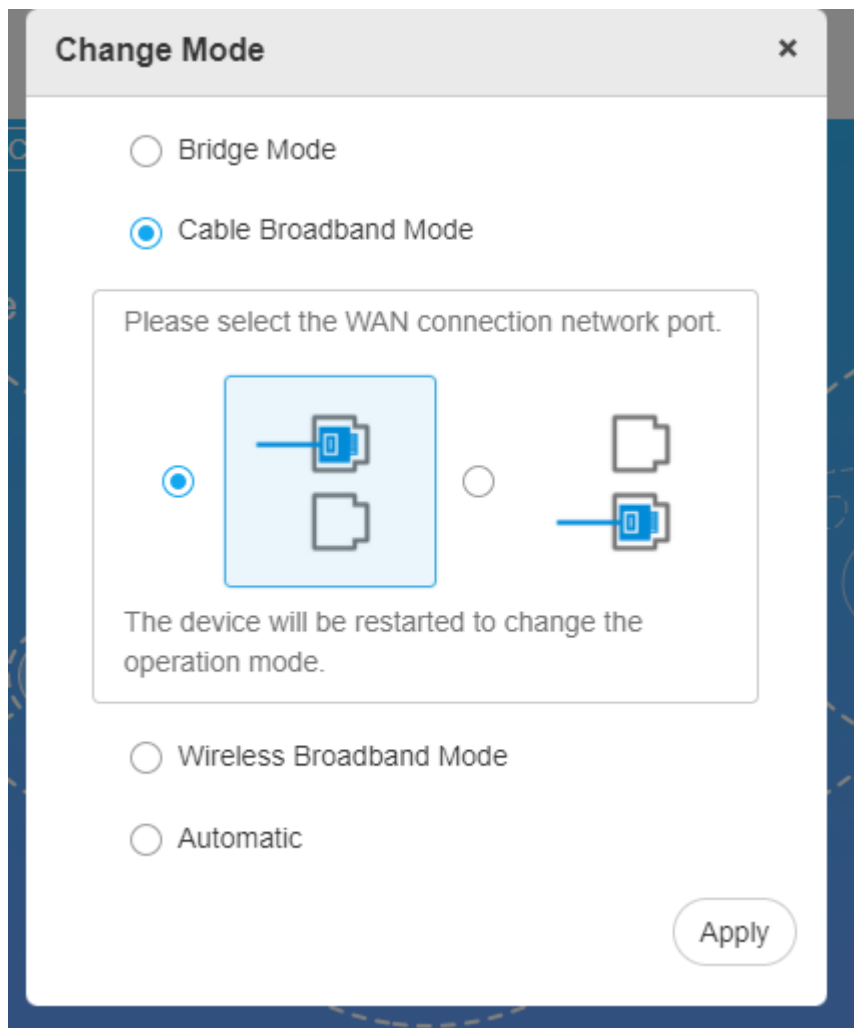 Change Mode ×
Bridge Mode
Cable Broadband Mode
Please select the WAN connection network port.
The device will be restarted to change the
operation mode.
Wireless Broadband Mode
Automatic
Apply